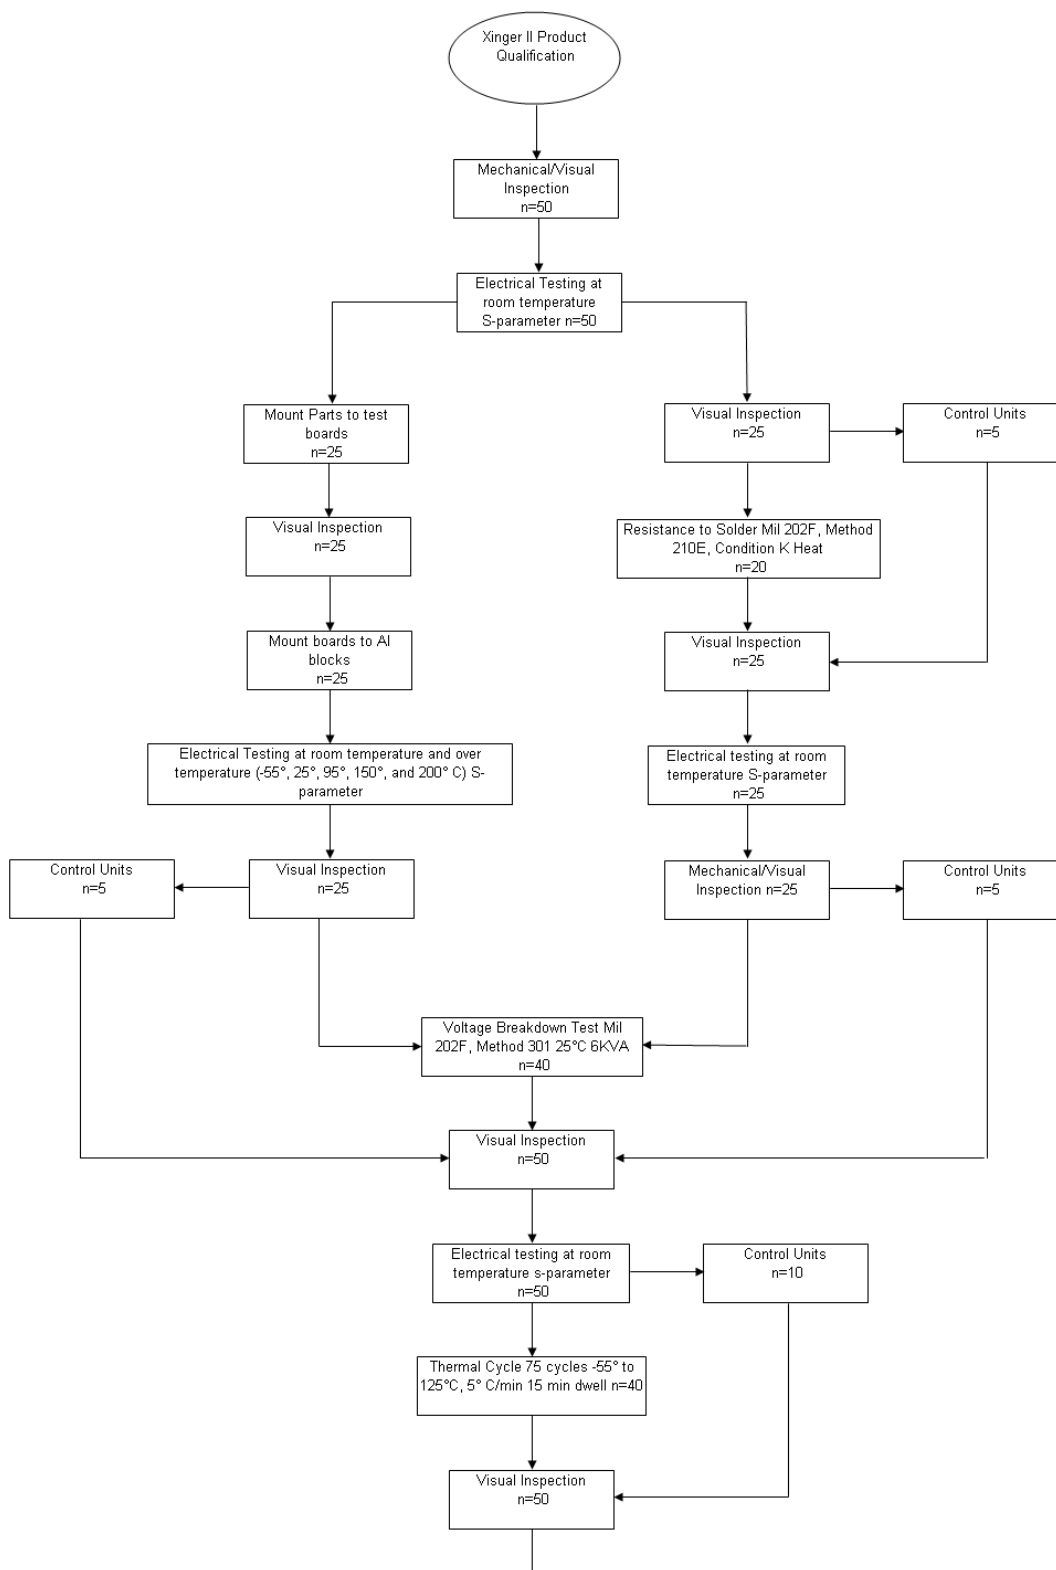 Xinger II Product
Qualification
Mechanical/Visual
Inspection
n=50
Electrical Testing at
room temperature
S-parameter n=50
Mount Parts to test
boards
n=25
Visual Inspection
n=25
Control Units
n=5
Visual Inspection
n=25
Resistance to Solder Mil 202F, Method
210E, Condition K Heat
n=20
Mount boards to Al
blocks
n=25
Visual Inspection
n=25
Electrical Testing at room temperature and over
temperature (-55°, 25°, 95°, 150°, and 200° C) S-
parameter
Electrical testing at room
temperature S-parameter
n=25
Control Units
n=5
Visual Inspection
n=25
Mechanical/Visual
Inspection n=25
Control Units
n=5
Voltage Breakdown Test Mil
202F, Method 301 25°C 6KVA
n=40
Visual Inspection
n=50
Electrical testing at room
temperature s-parameter
n=50
Control Units
n=10
Thermal Cycle 75 cycles -55° to
125°C, 5° C/min 15 min dwell n=40
Visual Inspection
n=50